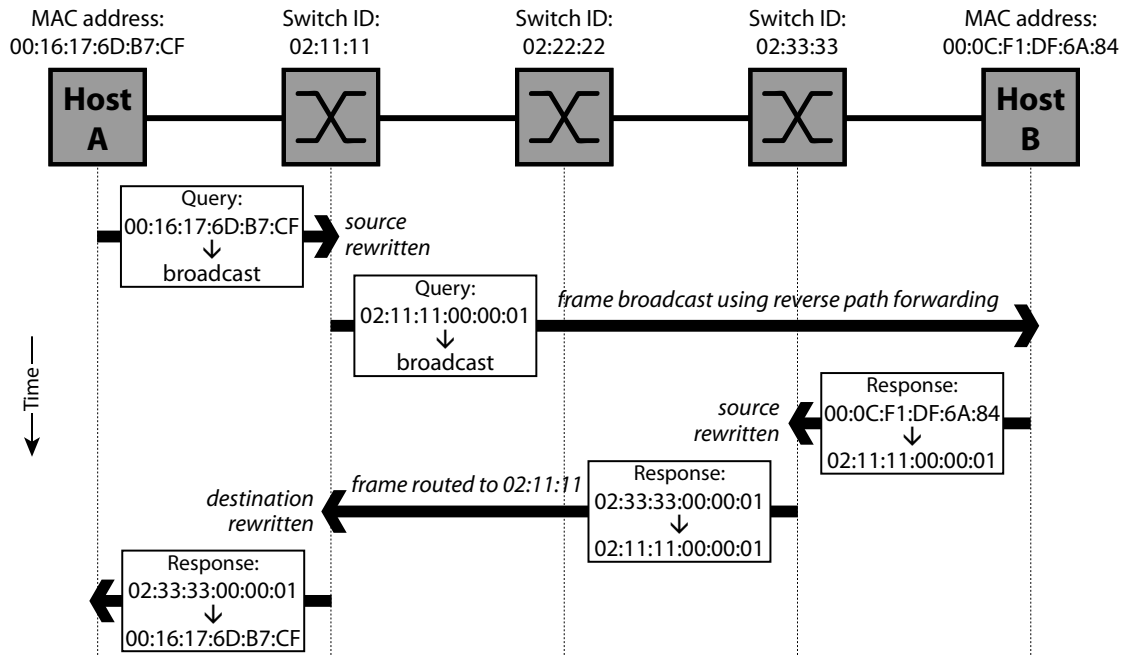 MAC address:
00:16:17:6D:B7:CF
Switch ID:
02:11:11
Switch ID:
02:22:22
Switch ID:
02:33:33
MAC address:
00:0C:F1:DF:6A:84
Host
A
Host
B
Query:
00:16:17:6D:B7:CF
↓
broadcast
source
rewritten
Query:
02:11:11:00:00:01
↓
broadcast
frame broadcast using reverse path forwarding
Time
Response:
00:0C:F1:DF:6A:84
↓
02:11:11:00:00:01
source
rewritten
Response:
02:33:33:00:00:01
↓
02:11:11:00:00:01
frame routed to 02:11:11
destination
rewritten
Response:
02:33:33:00:00:01
↓
00:16:17:6D:B7:CF